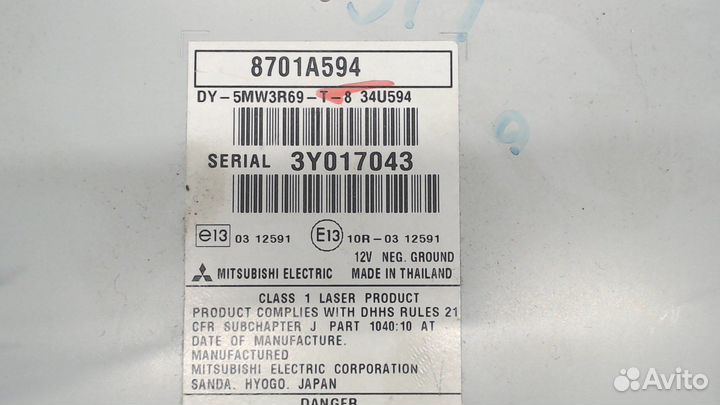 8701A594
DY-5MW3R69-T-8 34U594
SERIAL 3Y017043
e13 03 12591 E13 10R-03 12591
12V NEG. GROUND
MITSUBISHI ELECTRIC MADE IN THAILAND
CLASS 1 LASER PRODUCT
PRODUCT COMPLIES WITH DHHS RULES 21
CFR SUBCHAPTER J PART 1040:10 AT
DATE OF MANUFACTURE.
MANUFACTURED
MITSUBISHI ELECTRIC CORPORATION
SANDA, HYOGO, JAPAN
DANGER
Avito